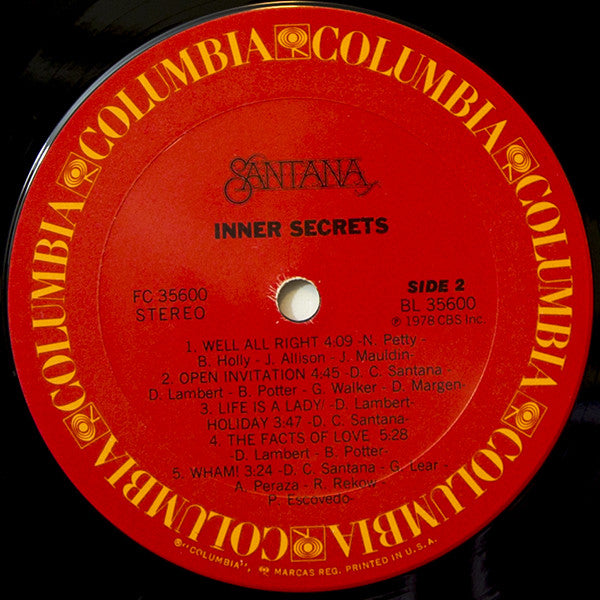 COLUMBIA COLUMBIA COLUMBIA COLUMBIA COLUMBIA COLUMBIA COLUMBIA COLUMBIA
SANTANA
INNER SECRETS
FC 35600
STEREO
SIDE 2
BL 35600
℗ 1978 CBS Inc.
1. WELL ALL RIGHT 4:09 -N. Petty-
B. Holly - J. Allison - J. Mauldin-
2. OPEN INVITATION 4:45 -D. C. Santana -
D. Lambert - B. Potter - G. Walker - D. Margen-
3. LIFE IS A LADY/ -D. Lambert-
HOLIDAY 3:47 -D. C. Santana-
4. THE FACTS OF LOVE 5:28
-D. Lambert - B. Potter-
5. WHAM! 3:24 -D. C. Santana - G. Lear -
A. Peraza - R. Rekow -
P. Escovedo-
® "COLUMBIA", MARCAS REG. PRINTED IN U.S.A.